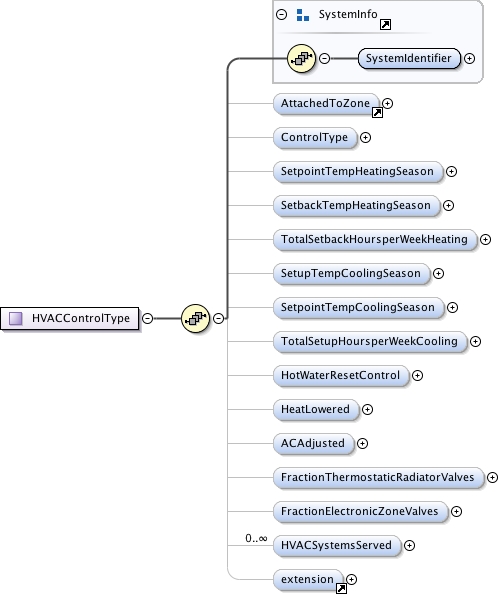 SystemInfo
SystemIdentifier
AttachedToZone
ControlType
SetpointTempHeatingSeason
SetbackTempHeatingSeason
TotalSetbackHoursperWeekHeating
SetupTempCoolingSeason
SetpointTempCoolingSeason
HVACControlType
TotalSetupHoursperWeekCooling
HotWaterResetControl
HeatLowered
ACAdjusted
FractionThermostaticRadiatorValves
FractionElectronicZoneValves
0..∞
HVACSystemsServed
extension